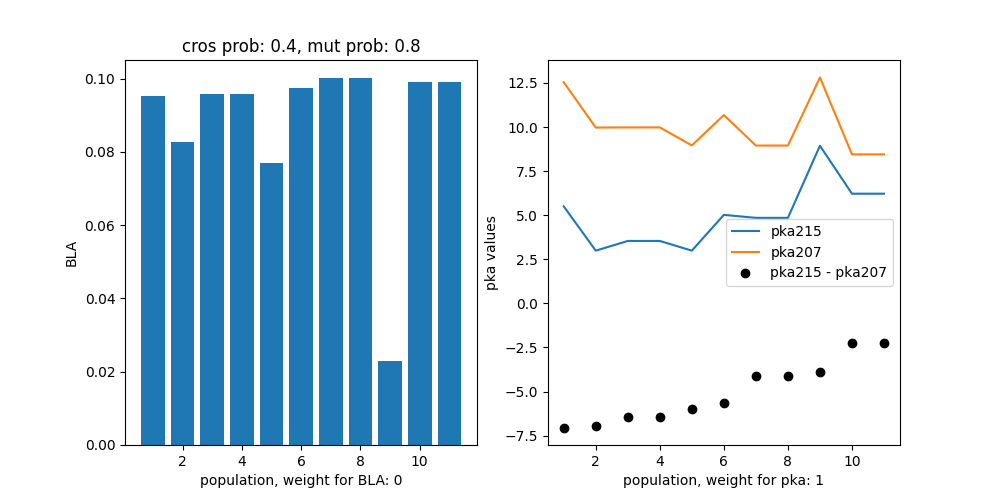 cros prob: 0.4, mut prob: 0.8
BLA
0.10
0.08
0.06
0.04
0.02
0.00
2 4 6 8 10
population, weight for BLA: 0
pka values
12.5
10.0
7.5
5.0
2.5
0.0
−2.5
−5.0
−7.5
pka215
pka207
pka215 - pka207
2 4 6 8 10
population, weight for pka: 1